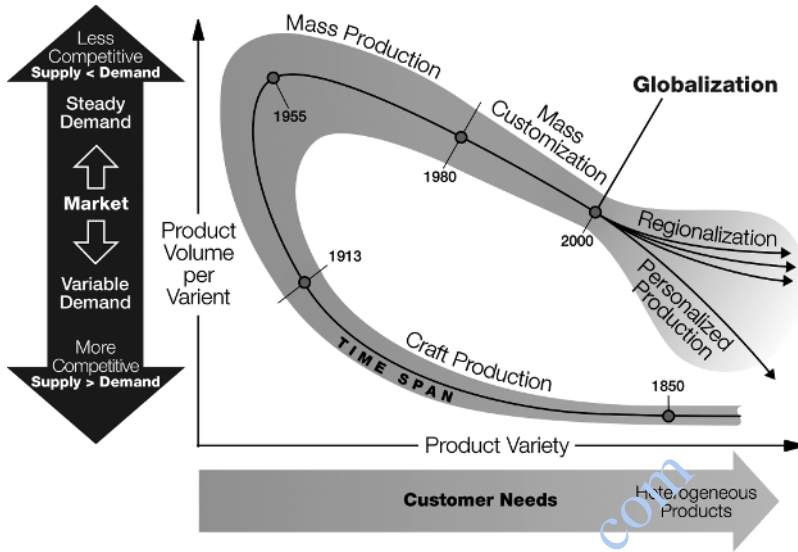 Less
Competitive
Supply < Demand
Steady
Demand
Market
Variable
Demand
More
Competitive
Supply > Demand
Product
Volume
per
Varient
Mass Production
1955
1980
Mass
Customization
Globalization
2000
Regionalization
Personalized
Production
1913
TIME SPAN
Craft Production
1850
Product Variety
Customer Needs
Heterogeneous
Products
com